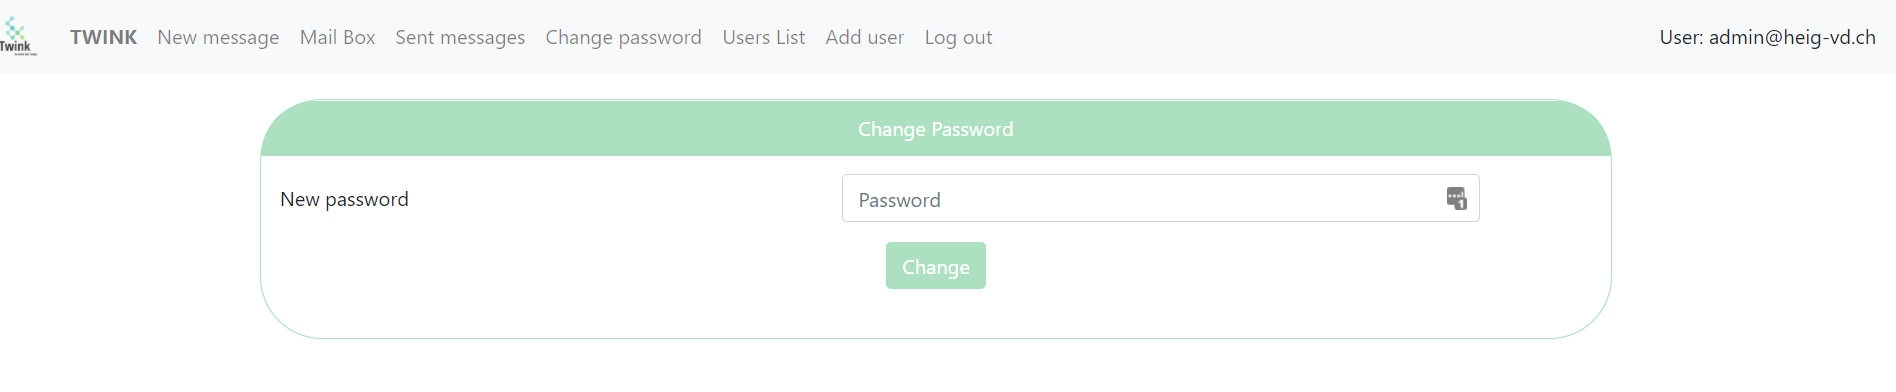 Twink
TWINK New message Mail Box Sent messages Change password Users List Add user Log out User: admin@heig-vd.ch
Change Password
New password Password 1
Change